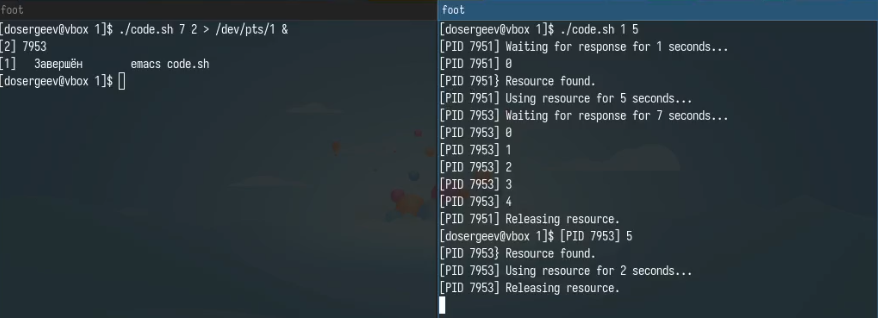 foot
[dosergeev@vbox 1]$ ./code.sh 7 2 > /dev/pts/1 &
[2] 7953
[1] Завершён emacs code.sh
[dosergeev@vbox 1]$
foot
[dosergeev@vbox 1]$ ./code.sh 1 5
[PID 7951] Waiting for response for 1 seconds...
[PID 7951] 0
[PID 7951} Resource found.
[PID 7951] Using resource for 5 seconds...
[PID 7953] Waiting for response for 7 seconds...
[PID 7953] 0
[PID 7953] 1
[PID 7953] 2
[PID 7953] 3
[PID 7953] 4
[PID 7951] Releasing resource.
[dosergeev@vbox 1]$ [PID 7953] 5
[PID 7953} Resource found.
[PID 7953] Using resource for 2 seconds...
[PID 7953] Releasing resource.